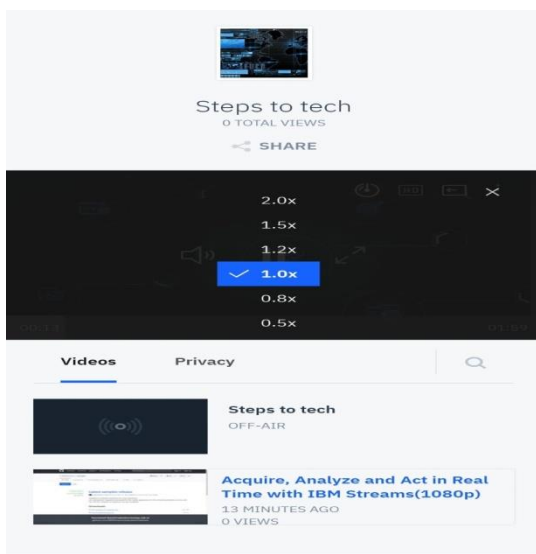 Steps to tech
0 TOTAL VIEWS
SHARE
2.0x
1.5x
1.2x
1.0x
0.8x
0.5x
01:59
Videos
Privacy
Steps to tech
OFF-AIR
Acquire, Analyze and Act in Real
Time with IBM Streams(1080p)
13 MINUTES AGO
0 VIEWS